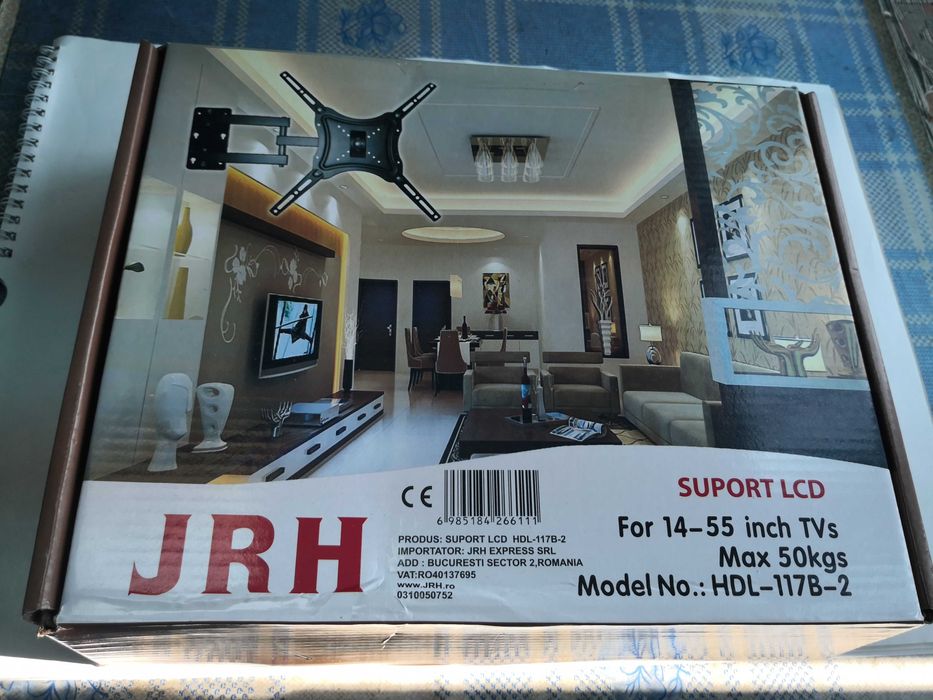 JRH
CE
6 985184 266111
PRODUS: SUPORT LCD HDL-117B-2
IMPORTATOR: JRH EXPRESS SRL
ADD : BUCURESTI SECTOR 2,ROMANIA
VAT:RO40137695
www.JRH.ro
0310050752
SUPORT LCD
For 14-55 inch TVs
Max 50kgs
Model No.: HDL-117B-2